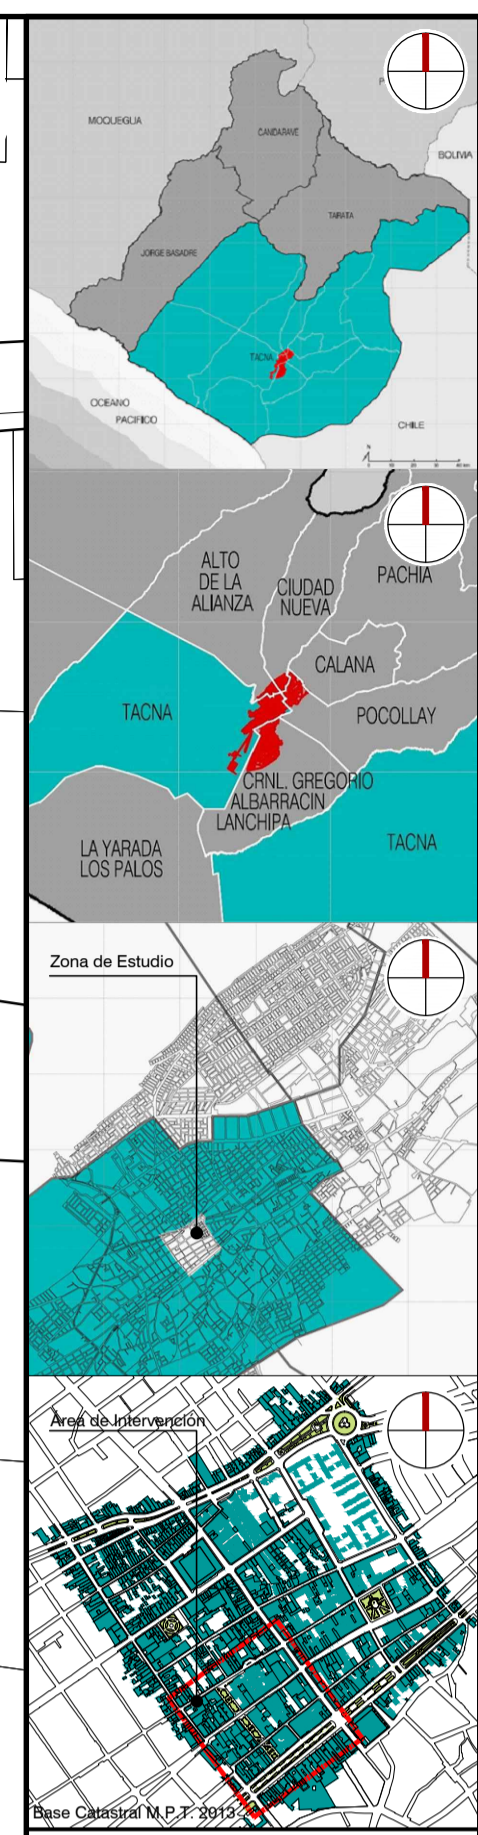 MOQUEGUA
CANDARAVE
BOLIVIA
TARATA
JORGE BASADRE
TACNA
OCEANO
PACIFICO
CHILE
N
ALTO
DE LA
ALIANZA
CIUDAD
NUEVA
PACHIA
CALANA
TACNA
POCOLLAY
CRNL. GREGORIO
ALBARRACIN
LANCHIPA
TACNA
LA YARADA
LOS PALOS
Zona de Estudio
Área de Intervención
Base Catastral M.P.T. 2013